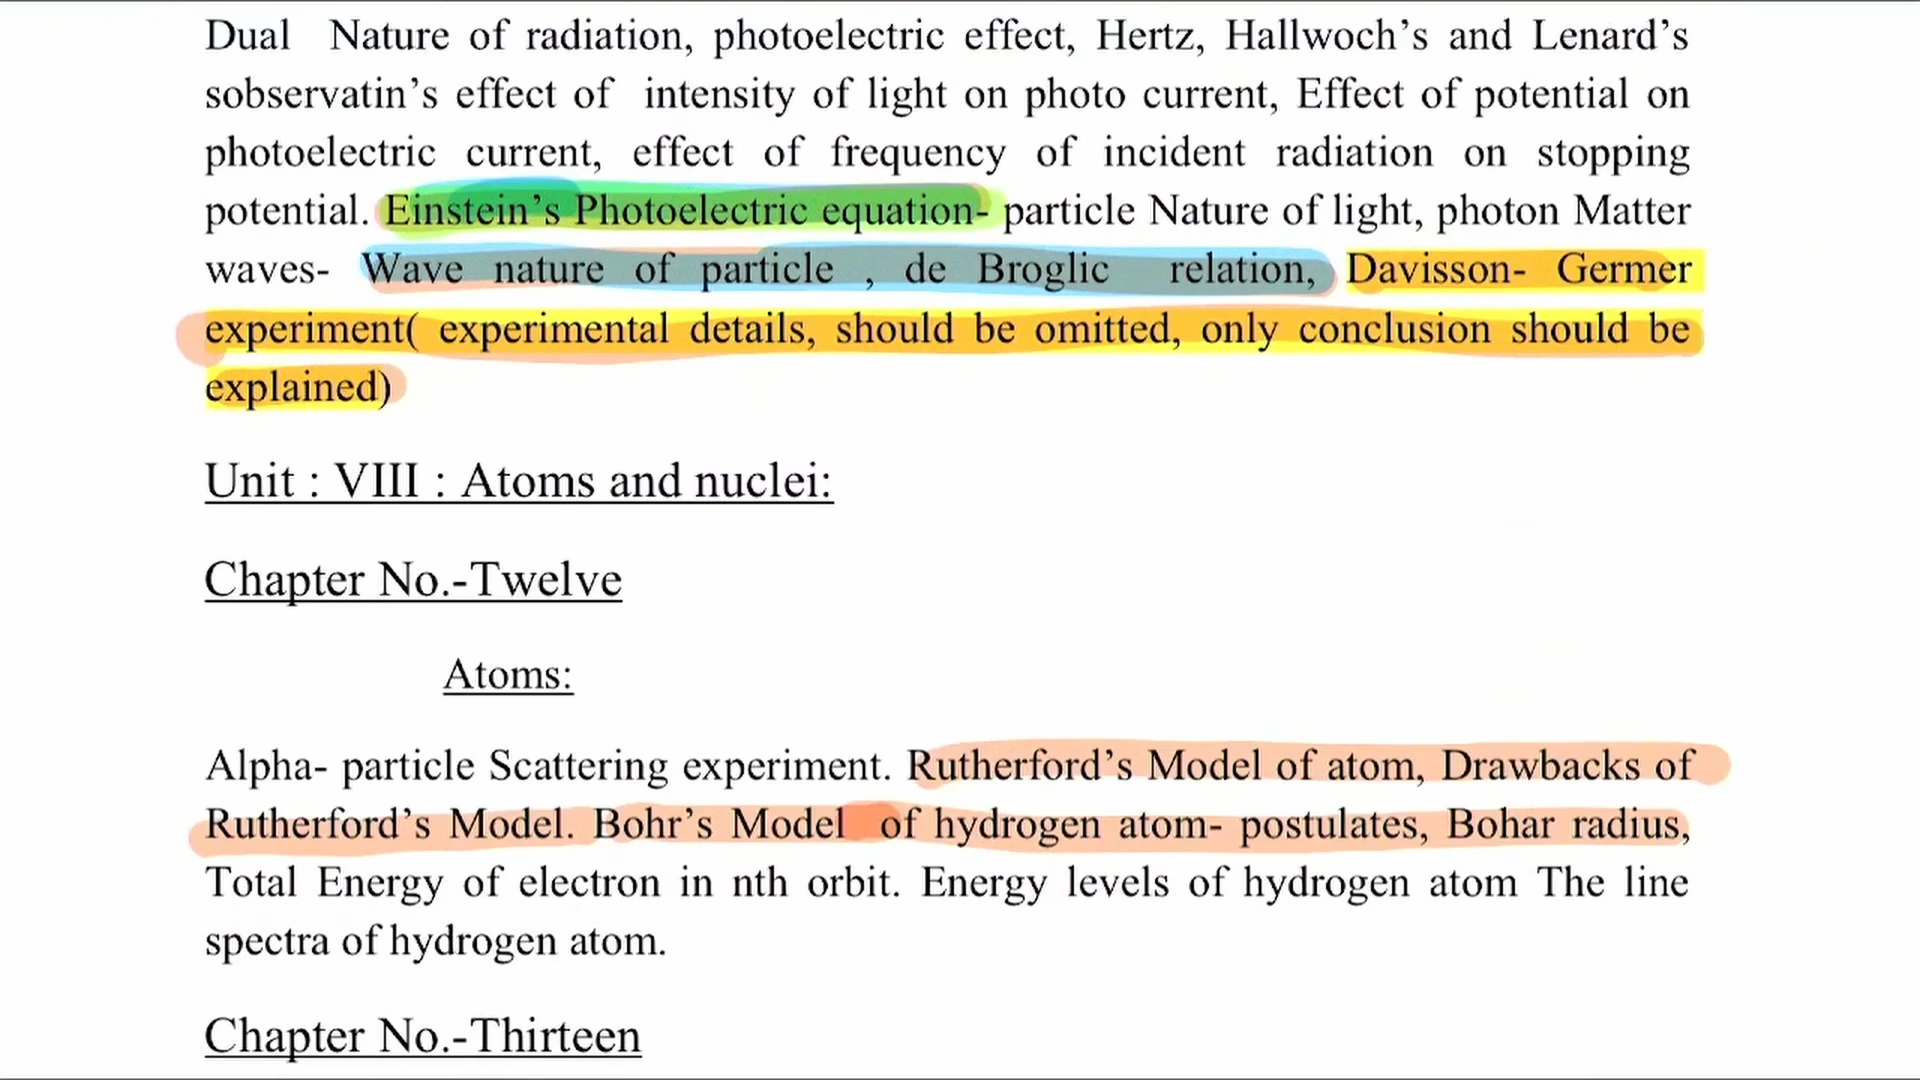 Dual Nature of radiation, photoelectric effect, Hertz, Hallwoch’s and Lenard’s
sobservatin’s effect of intensity of light on photo current, Effect of potential on
photoelectric current, effect of frequency of incident radiation on stopping
potential. Einstein’s Photoelectric equation- particle Nature of light, photon Matter
waves- Wave nature of particle , de Broglic relation, Davisson- Germer
experiment( experimental details, should be omitted, only conclusion should be
explained)
Unit : VIII : Atoms and nuclei:
Chapter No.-Twelve
Atoms:
Alpha- particle Scattering experiment. Rutherford’s Model of atom, Drawbacks of
Rutherford’s Model. Bohr’s Model of hydrogen atom- postulates, Bohar radius,
Total Energy of electron in nth orbit. Energy levels of hydrogen atom The line
spectra of hydrogen atom.
Chapter No.-Thirteen